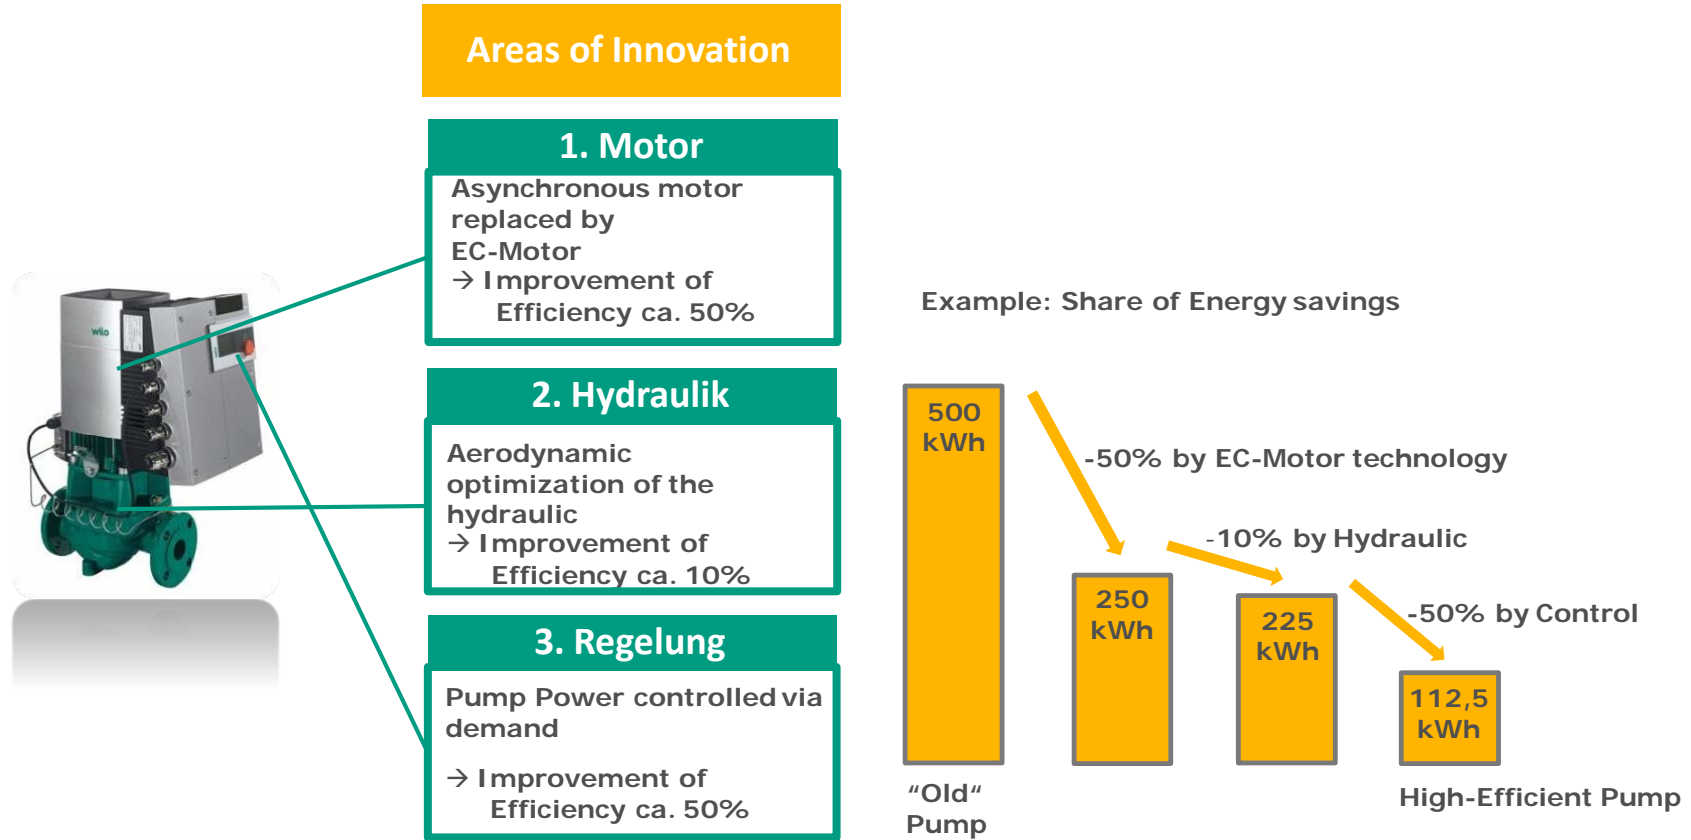 Areas of Innovation
1. Motor
Asynchronous motor
replaced by
EC-Motor
→ Improvement of
Efficiency ca. 50%
2. Hydraulik
Aerodynamic
optimization of the
hydraulic
→ Improvement of
Efficiency ca. 10%
3. Regelung
Pump Power controlled via
demand
→ Improvement of
Efficiency ca. 50%
wilo
Example: Share of Energy savings
500
kWh
-50% by EC-Motor technology
-10% by Hydraulic
250
kWh
225
kWh
-50% by Control
112,5
kWh
"Old“
Pump
High-Efficient Pump